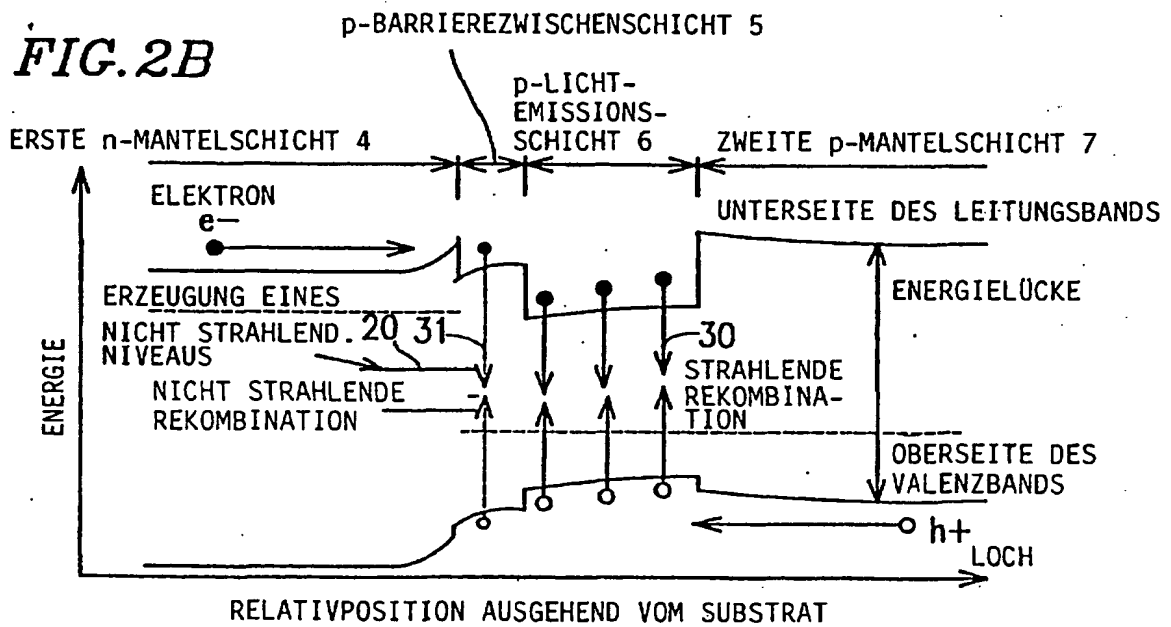 FIG.2B
p-BARRIEREZWISCHENSCHICHT 5
p-LICHT-
EMISSIONS-
SCHICHT 6
ERSTE n-MANTELSCHICHT 4
ZWEITE p-MANTELSCHICHT 7
ELEKTRON
e-
UNTERSEITE DES LEITUNGSBANDS
ENERGIELÜCKE
ERZEUGUNG EINES
NICHT STRAHLEND. 20 31
NIVEAUS
30
NICHT STRAHLENDE
REKOMBINATION
STRAHLENDE
REKOMBINA-
TION
ENERGIE
OBERSEITE DES
VALENZBANDS
h+
LOCH
RELATIVPOSITION AUSGEHEND VOM SUBSTRAT